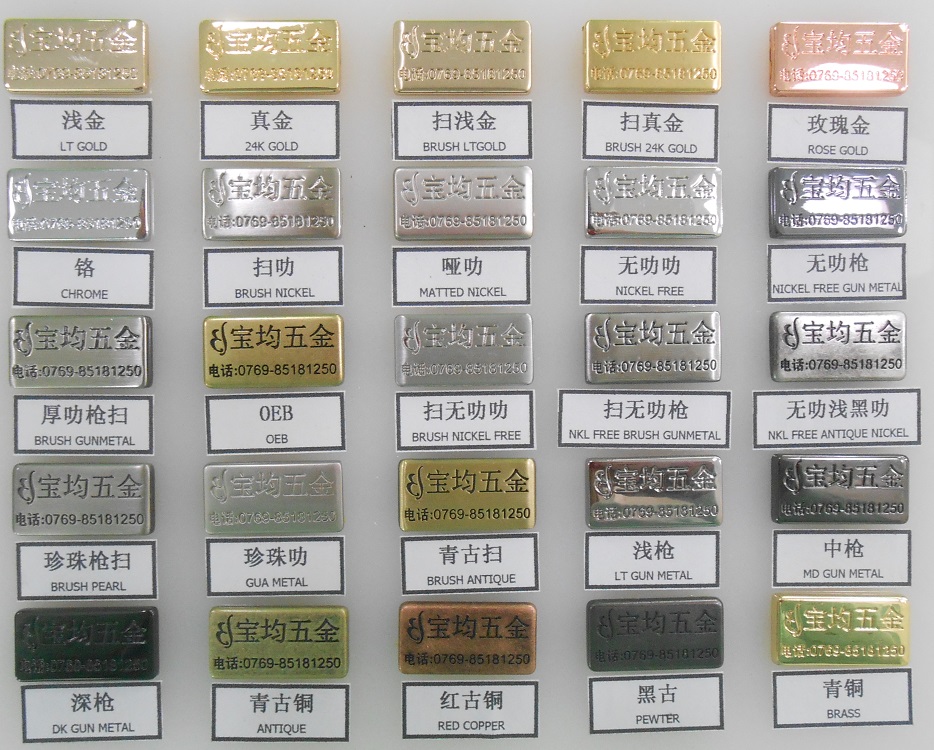 宝均五金 宝均五金 宝均五金 宝均五金 宝均五金
电话:0769-85181250 电话:0769-85181250 电话:0769-85181250 电话:0769-85181250 电话:0769-85181250
浅金 真金 扫浅金 扫真金 玫瑰金
LT GOLD 24K GOLD BRUSH LTGOLD BRUSH 24K GOLD ROSE GOLD
宝均五金 宝均五金 宝均五金 宝均五金 宝均五金
电话:0769-85181250 电话:0769-85181250 电话:0769-85181250 电话:0769-85181250 电话:0769-85181250
铬 扫叻 哑叻 无叻叻 无叻枪
CHROME BRUSH NICKEL MATTED NICKEL NICKEL FREE NICKEL FREE GUN METAL
宝均五金 宝均五金 宝均五金 宝均五金 宝均五金
电话:0769-85181250 电话:0769-85181250 电话:0769-85181250 电话:0769-85181250 电话:0769-85181250
厚叻枪扫 OEB 扫无叻叻 扫无叻枪 无叻浅黑叻
BRUSH GUNMETAL OEB BRUSH NICKEL FREE NKL FREE BRUSH GUNMETAL NKL FREE ANTIQUE NICKEL
宝均五金 宝均五金 宝均五金 宝均五金 宝均五金
电话:0769-85181250 电话:0769-85181250 电话:0769-85181250 电话:0769-85181250 电话:0769-85181250
珍珠枪扫 珍珠叻 青古扫 浅枪 中枪
BRUSH PEARL GUA METAL BRUSH ANTIQUE LT GUN METAL MD GUN METAL
宝均五金 宝均五金 宝均五金 宝均五金 宝均五金
电话:0769-85181250 电话:0769-85181250 电话:0769-85181250 电话:0769-85181250 电话:0769-85181250
深枪 青古铜 红古铜 黑古 青铜
DK GUN METAL ANTIQUE RED COPPER PEWTER BRASS